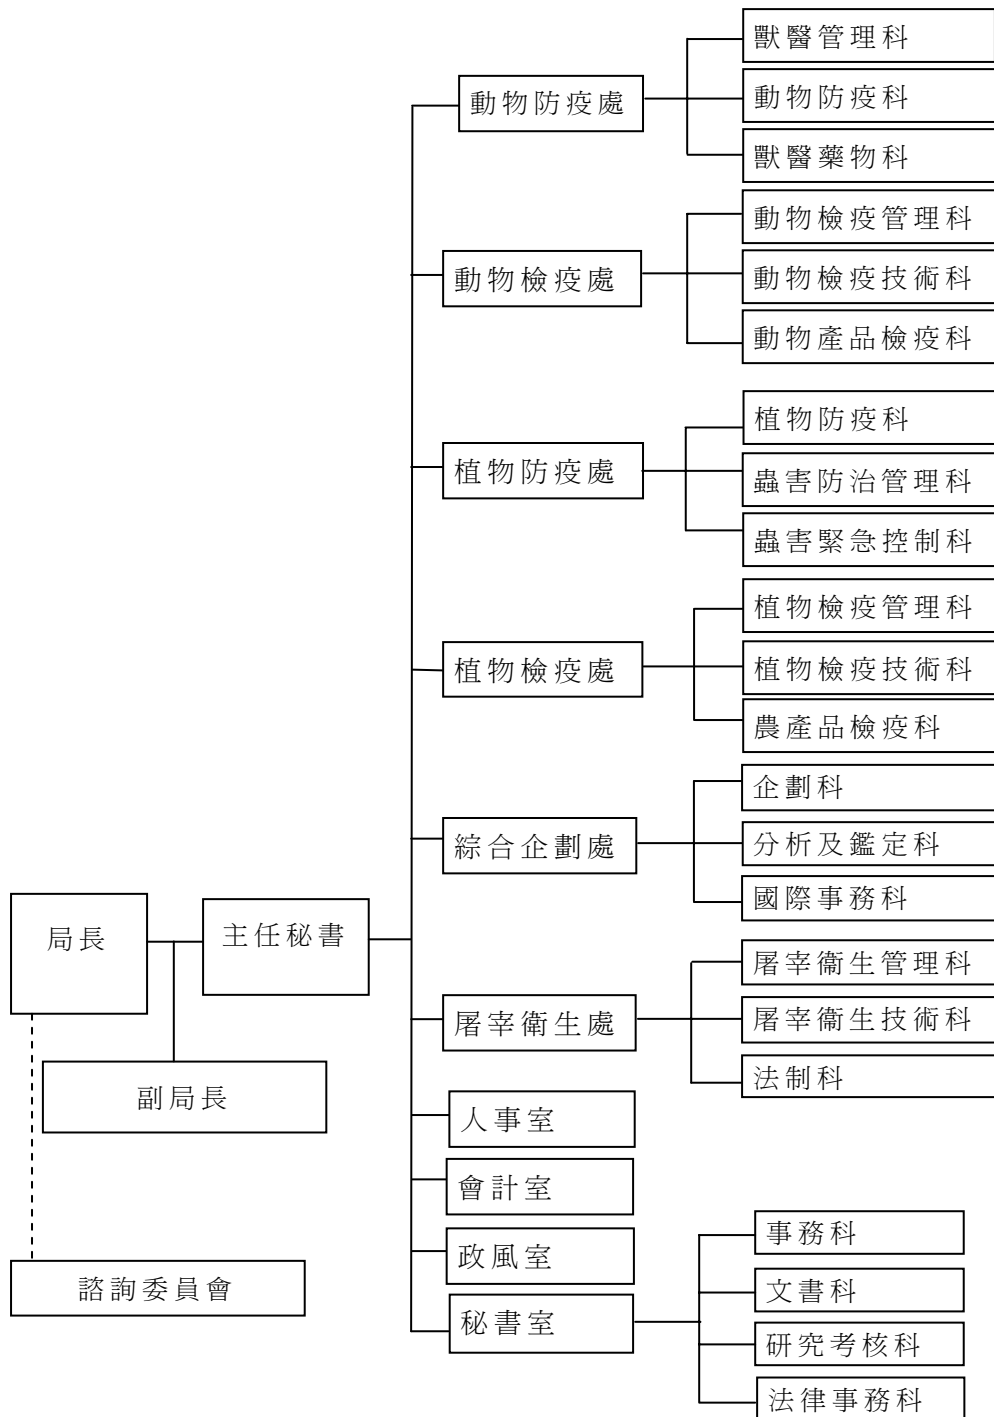 獸醫管理科
動物防疫處
動物防疫科
獸醫藥物科
動物檢疫管理科
動物檢疫處
動物檢疫技術科
動物產品檢疫科
植物防疫科
植物防疫處
蟲害防治管理科
蟲害緊急控制科
植物檢疫管理科
植物檢疫處
植物檢疫技術科
農產品檢疫科
企劃科
綜合企劃處
分析及鑑定科
國際事務科
局長
主任秘書
副局長
諮詢委員會
屠宰衞生管理科
屠宰衞生處
屠宰衞生技術科
法制科
人事室
會計室
政風室
秘書室
事務科
文書科
研究考核科
法律事務科